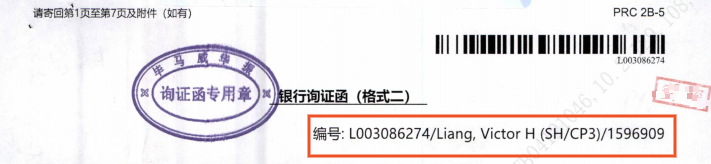 请寄回第1页至第7页及附件（如有）
PRC 2B-5
L003086274
毕马威华振
询证函专用章
银行询证函（格式二）
编号: L003086274/Liang, Victor H (SH/CP3)/1596909